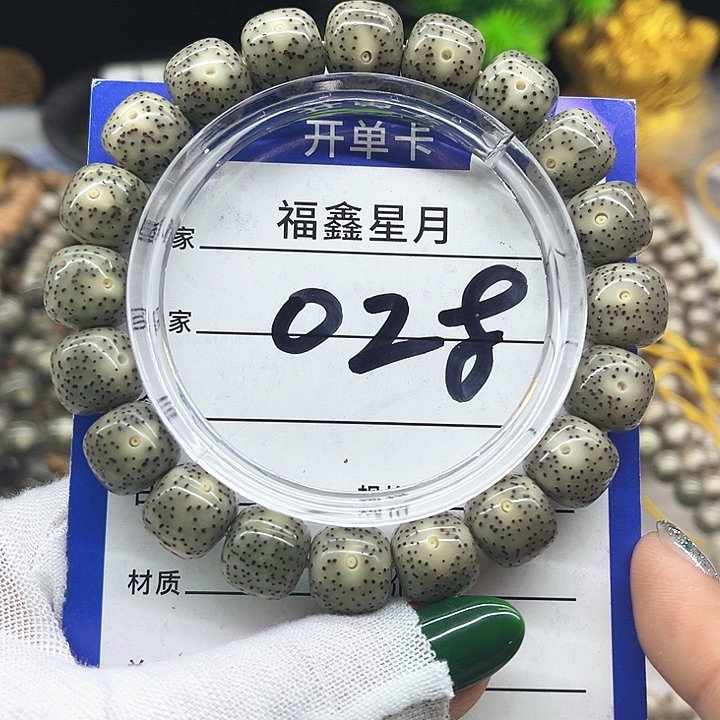 开单卡
家 福鑫星月
家 028
材质